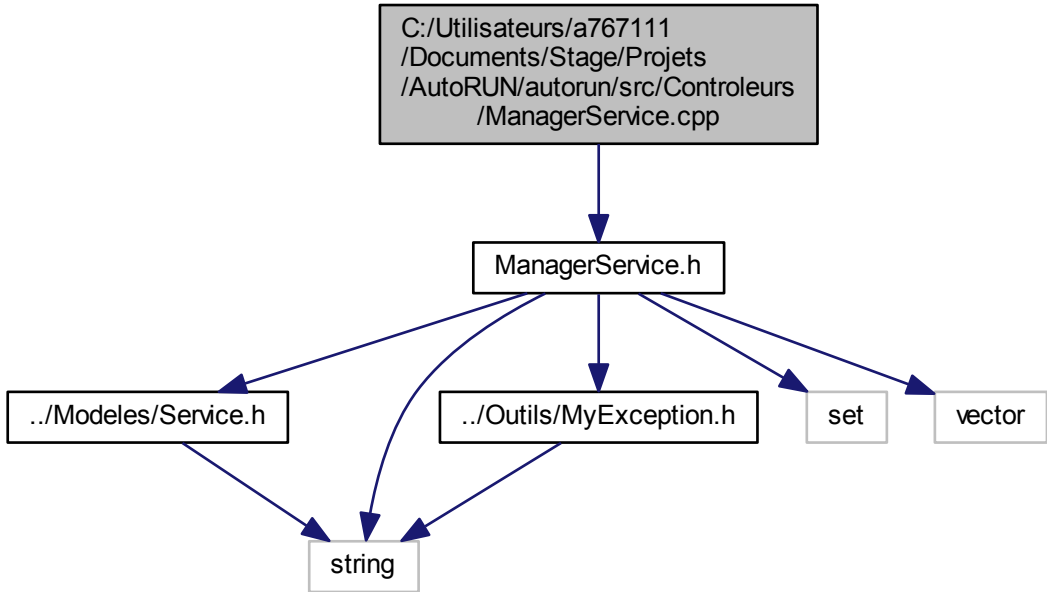 C:/Utilisateurs/a767111
/Documents/Stage/Projets
/AutoRUN/autorun/src/Controleurs
/ManagerService.cpp
ManagerService.h
../Modeles/Service.h
../Outils/MyException.h
set
vector
string